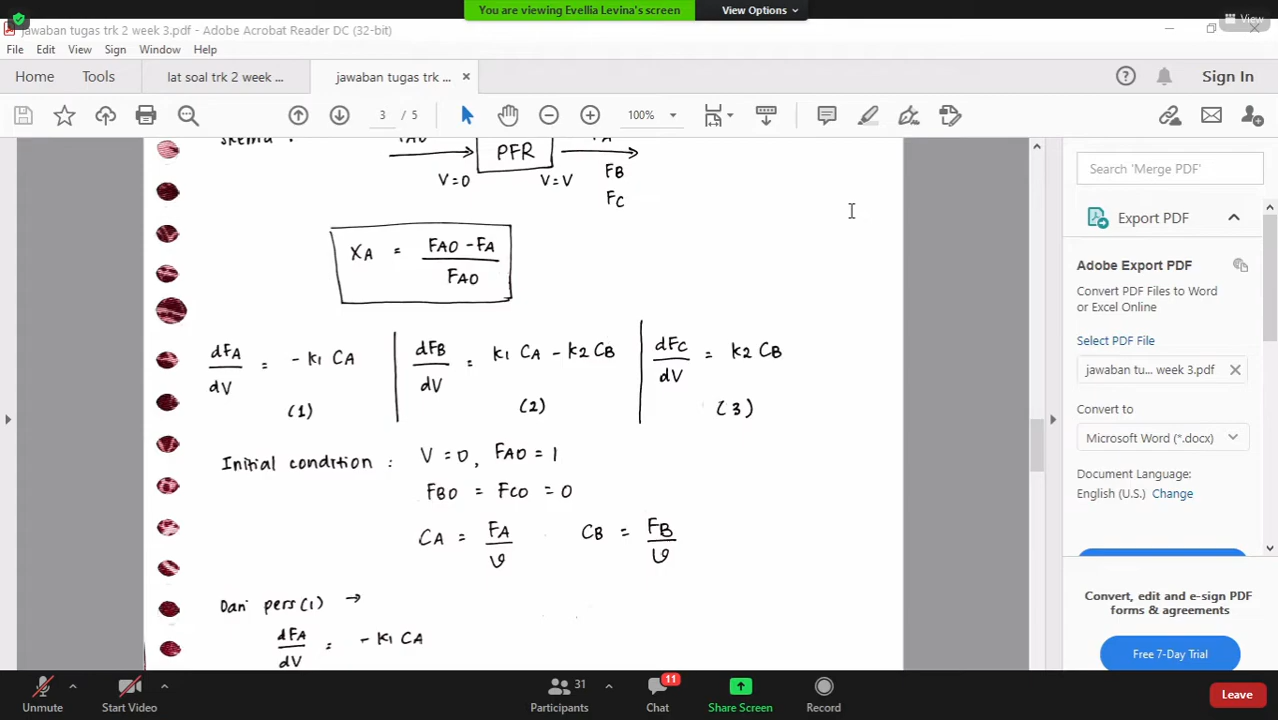 You are viewing Evellia Levina's screen
View Options
View
jawaban tugas trk 2 week 3.pdf - Adobe Acrobat Reader DC (32-bit)
File Edit View Sign Window Help
Home Tools lat soal trk 2 week ... jawaban tugas trk ... × Sign In
3 / 5 100%
skema :
FA0 PFR FA
V=0 V=V FB
FC
XA = FA0 - FA / FA0
dFA/dV = - k1 CA (1)
dFB/dV = k1 CA - k2 CB (2)
dFC/dV = k2 CB (3)
Initial condition : V = 0, FA0 = 1
FB0 = FC0 = 0
CA = FA/v CB = FB/v
Dari pers (1) →
dFA/dV = - k1 CA
Search 'Merge PDF'
Export PDF
Adobe Export PDF
Convert PDF Files to Word
or Excel Online
Select PDF File
jawaban tu... week 3.pdf ×
Convert to
Microsoft Word (*.docx)
Document Language:
English (U.S.) Change
Convert, edit and e-sign PDF
forms & agreements
Free 7-Day Trial
Unmute
Start Video
31
Participants
11
Chat
Share Screen
Record
Leave